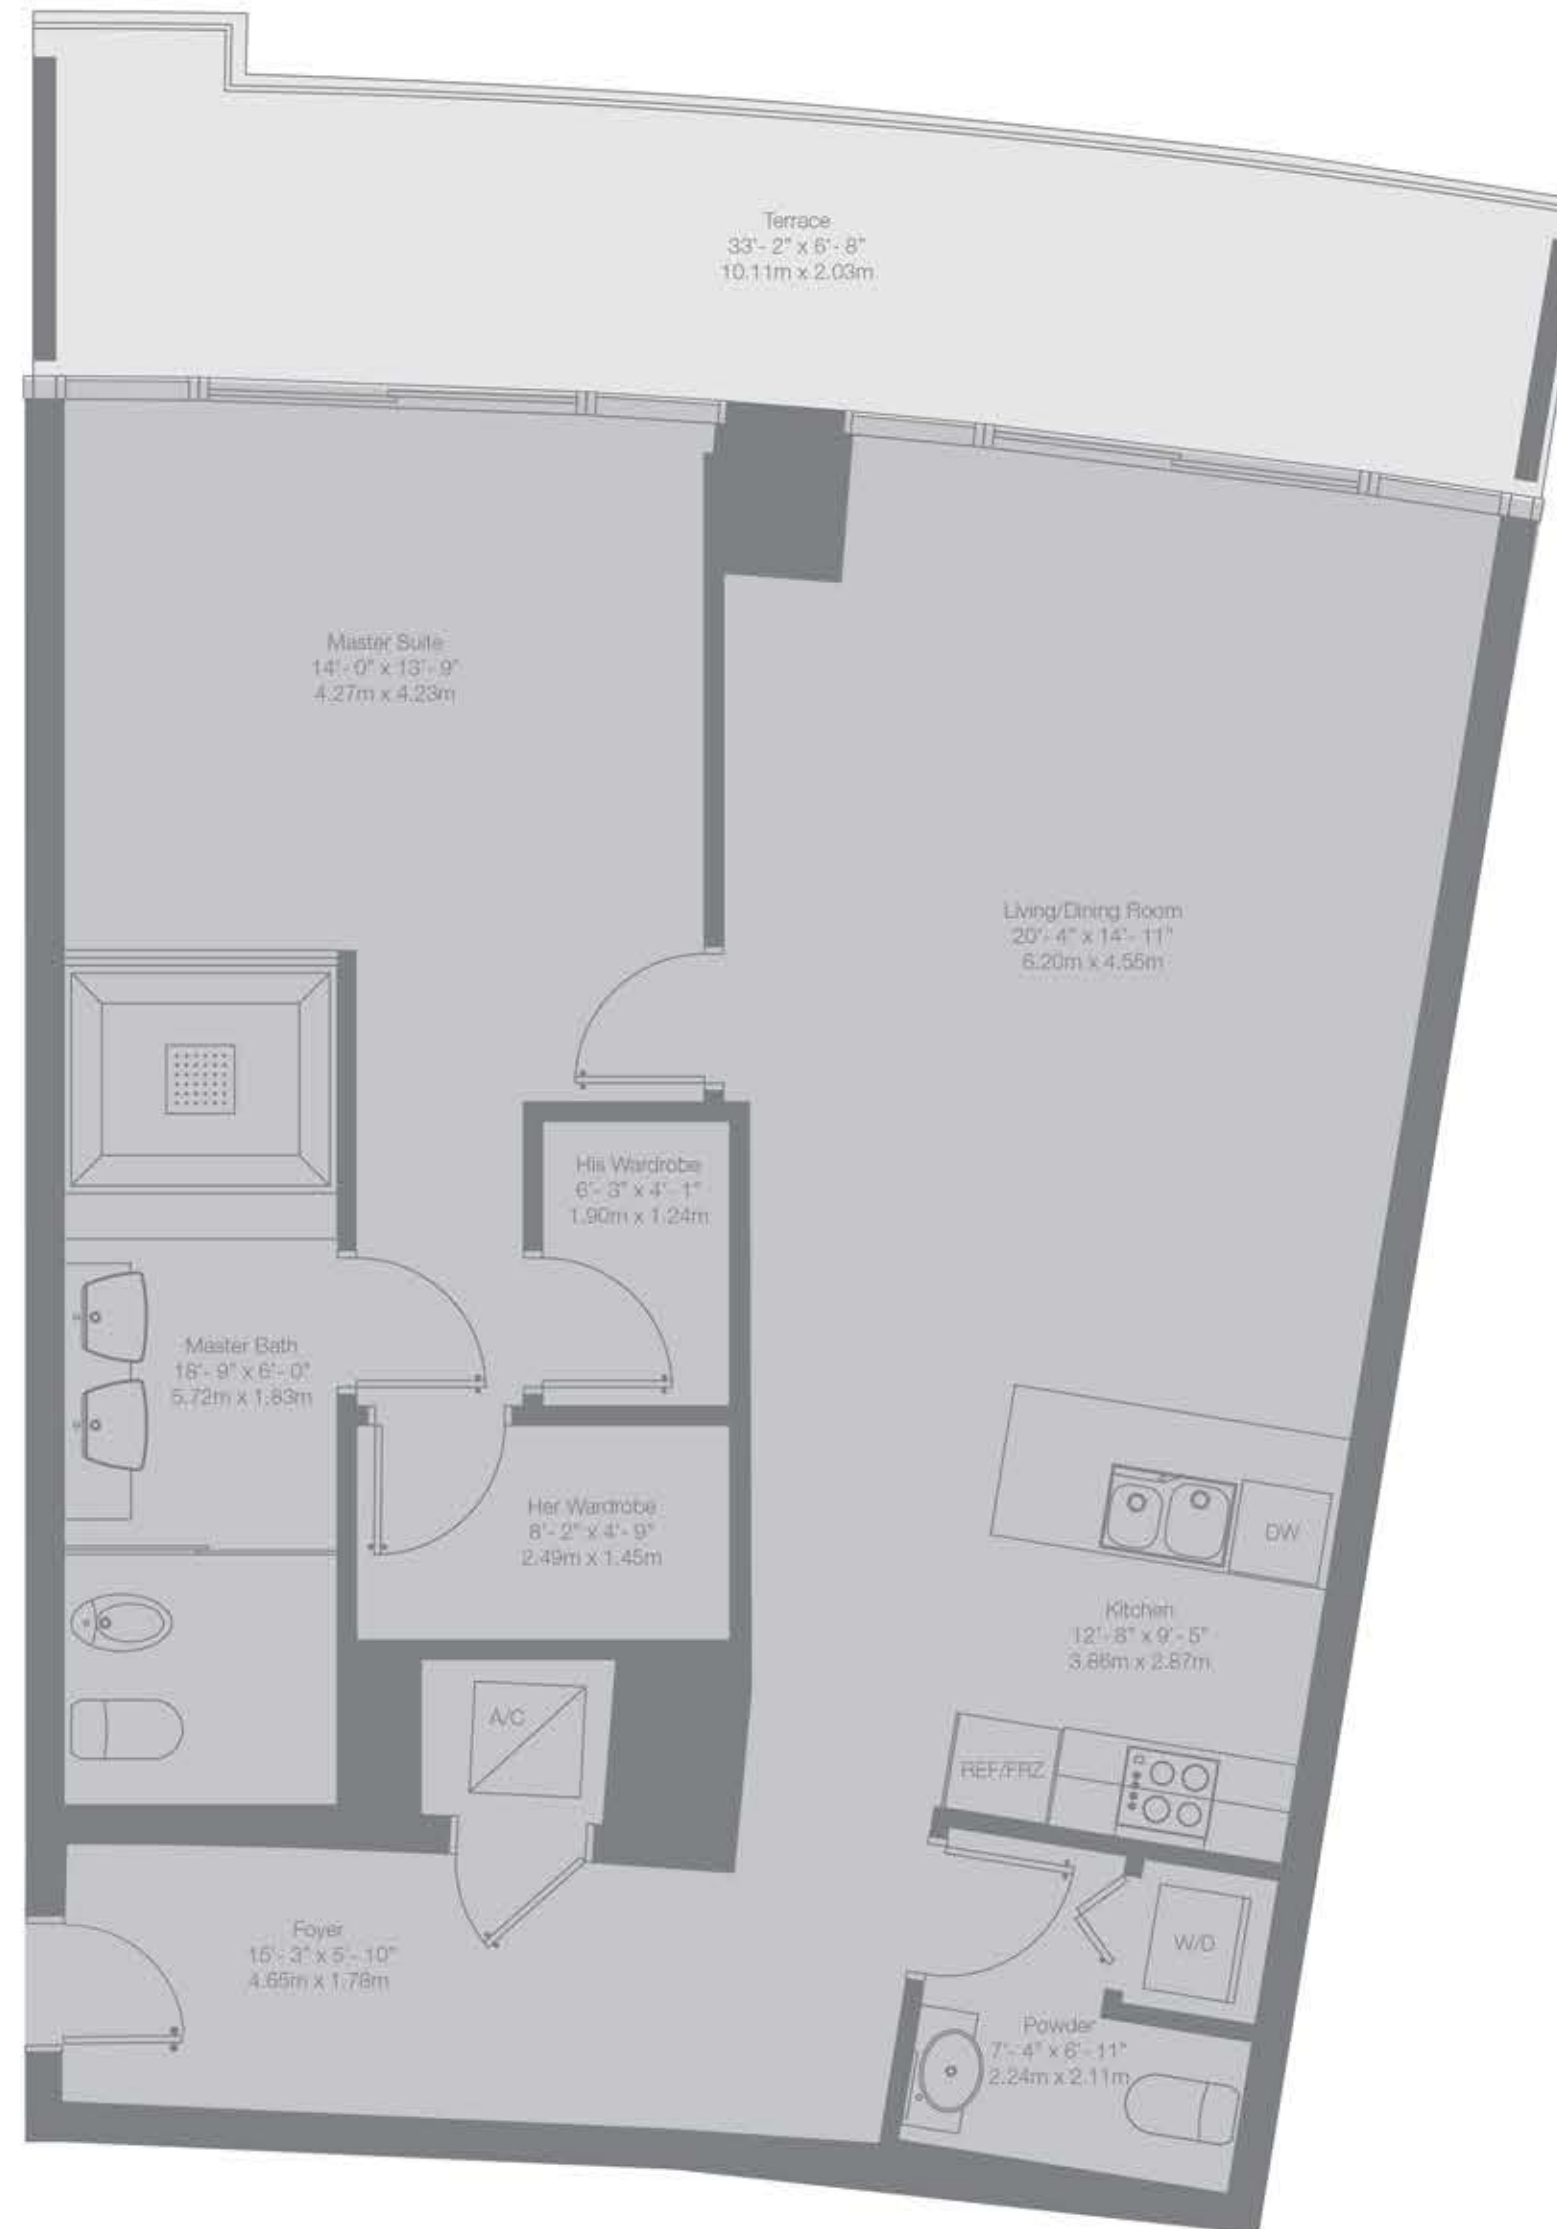 Terrace
33'- 2" x 6'- 8"
10.11m x 2.03m
Master Suite
14'- 0" x 13'- 9"
4.27m x 4.23m
Living/Dining Room
20'- 4" x 14'- 11"
6.20m x 4.55m
His Wardrobe
6'- 3" x 4'- 1"
1.90m x 1.24m
Master Bath
18'- 9" x 6'- 0"
5.72m x 1.83m
Her Wardrobe
8'- 2" x 4'- 9"
2.49m x 1.45m
DW
Kitchen
12'- 8" x 9'- 5"
3.86m x 2.87m
A/C
REF/FRZ
Foyer
15'- 3" x 5'- 10"
4.65m x 1.78m
W/D
Powder
7'- 4" x 6'- 11"
2.24m x 2.11m